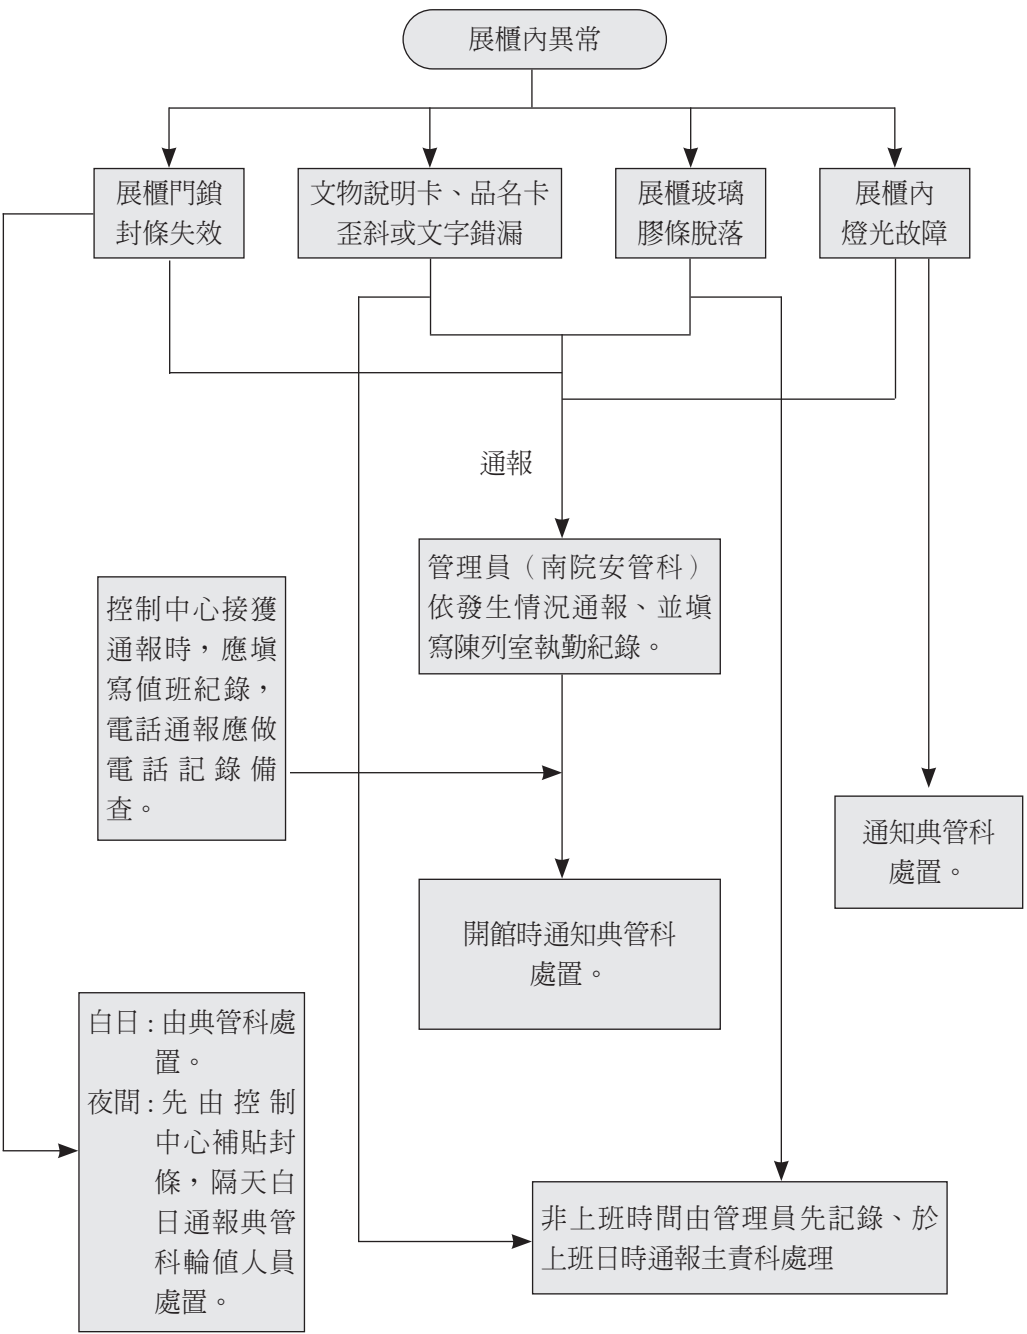 展櫃內異常
展櫃門鎖
封條失效
文物說明卡、品名卡
歪斜或文字錯漏
展櫃玻璃
膠條脫落
展櫃內
燈光故障
通報
管理員（南院安管科）
依發生情況通報、並填
寫陳列室執勤紀錄。
控制中心接獲
通報時，應填
寫值班紀錄，
電話通報應做
電話記錄備
查。
通知典管科
處置。
開館時通知典管科
處置。
白日：由典管科處
置。
夜間：先由控制
中心補貼封
條，隔天白
日通報典管
科輪值人員
處置。
非上班時間由管理員先記錄、於
上班日時通報主責科處理